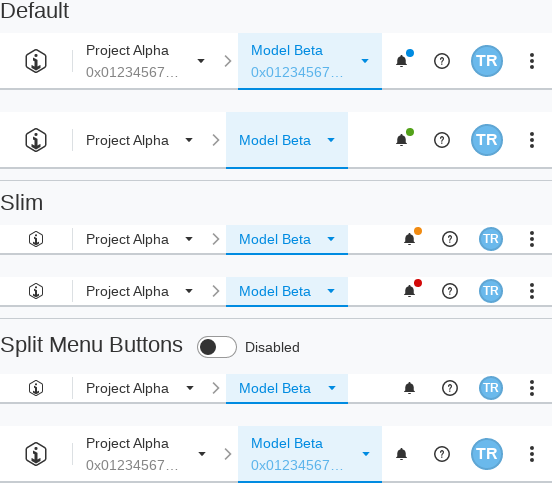 Default
Project Alpha Model Beta
0x01234567… 0x01234567… TR
Project Alpha Model Beta TR
Slim
Project Alpha Model Beta TR
Project Alpha Model Beta TR
Split Menu Buttons Disabled
Project Alpha Model Beta TR
Project Alpha Model Beta
0x01234567… 0x01234567… TR